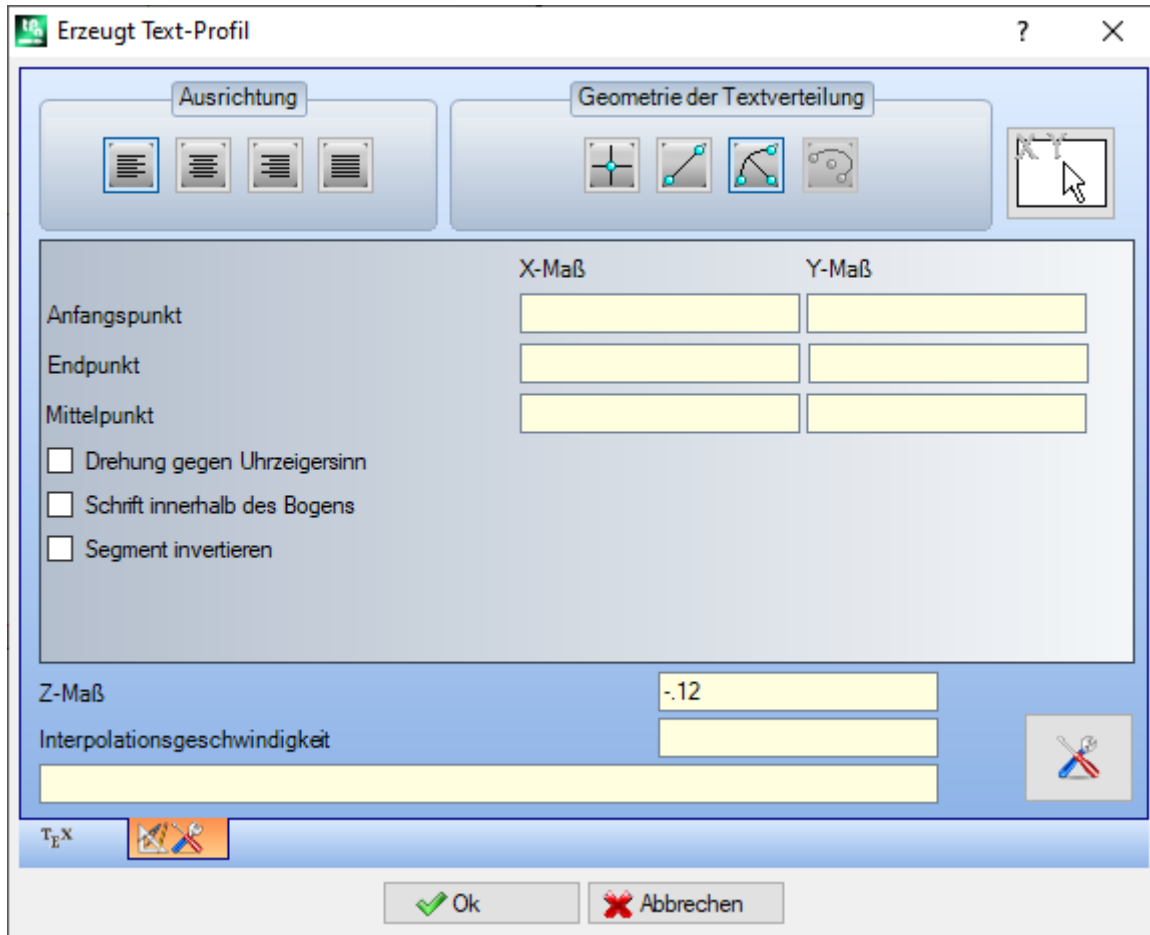 Erzeugt Text-Profil
?
Ausrichtung
Geometrie der Textverteilung
X Y
X-Maß Y-Maß
Anfangspunkt
Endpunkt
Mittelpunkt
Drehung gegen Uhrzeigersinn
Schrift innerhalb des Bogens
Segment invertieren
Z-Maß -.12
Interpolationsgeschwindigkeit
TEX
Ok Abbrechen